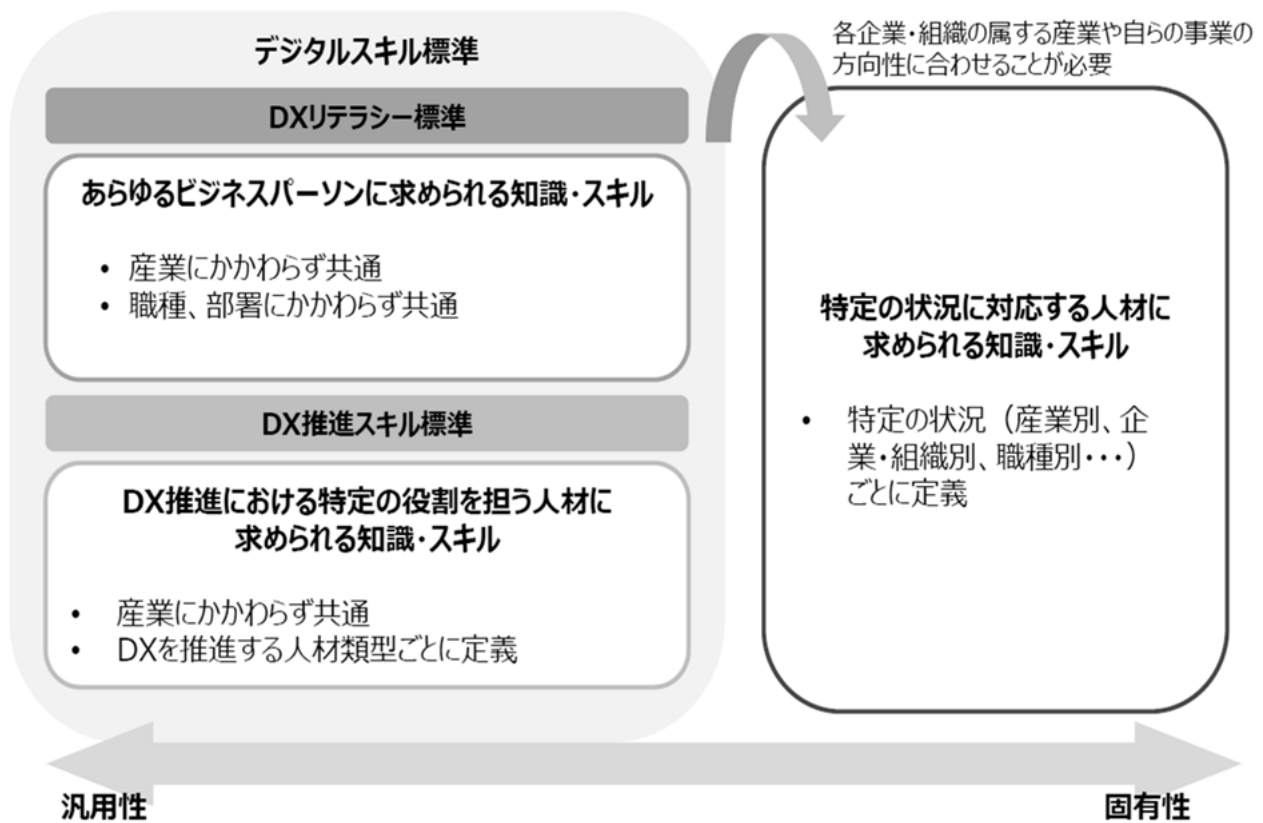 デジタルスキル標準
DXリテラシー標準
あらゆるビジネスパーソンに求められる知識・スキル
• 産業にかかわらず共通
• 職種、部署にかかわらず共通
DX推進スキル標準
DX推進における特定の役割を担う人材に
求められる知識・スキル
• 産業にかかわらず共通
• DXを推進する人材類型ごとに定義
各企業・組織の属する産業や自らの事業の
方向性に合わせることが必要
特定の状況に対応する人材に
求められる知識・スキル
• 特定の状況（産業別、企
業・組織別、職種別・・・）
ごとに定義
汎用性
固有性